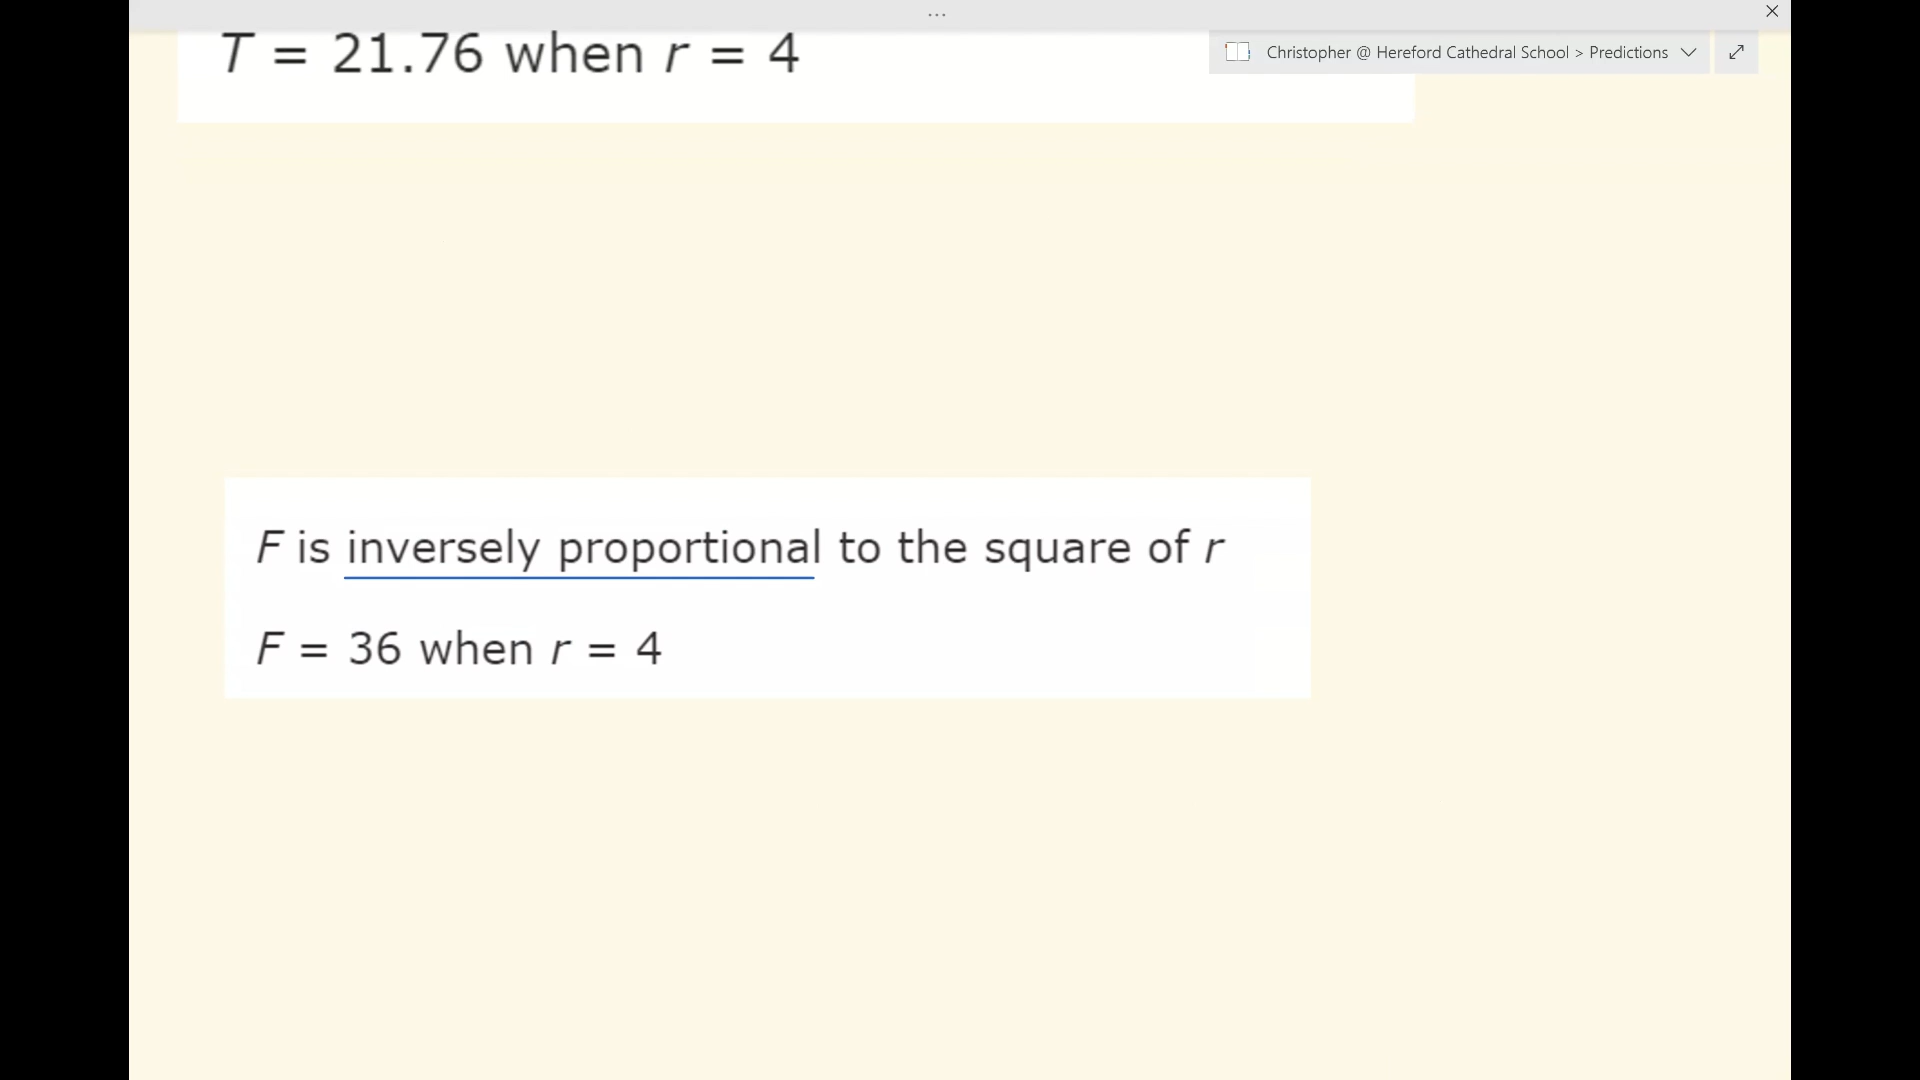 ...
T = 21.76 when r = 4
Christopher @ Hereford Cathedral School > Predictions
F is inversely proportional to the square of r
F = 36 when r = 4